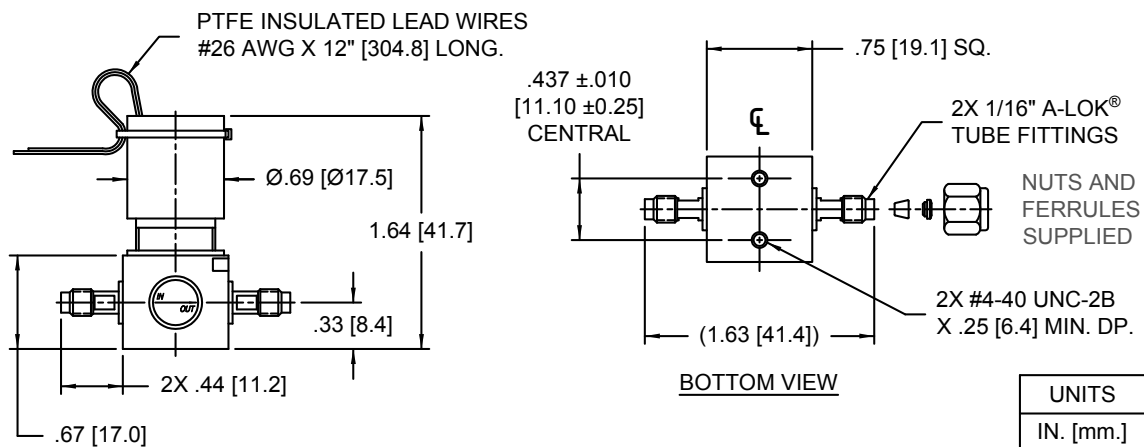 PTFE INSULATED LEAD WIRES
#26 AWG X 12" [304.8] LONG.
Ø.69 [Ø17.5]
1.64 [41.7]
IN
OUT
.33 [8.4]
2X .44 [11.2]
.67 [17.0]
.75 [19.1] SQ.
.437 ±.010
[11.10 ±0.25]
CENTRAL
CL
2X 1/16" A-LOK®
TUBE FITTINGS
NUTS AND
FERRULES
SUPPLIED
2X #4-40 UNC-2B
X .25 [6.4] MIN. DP.
(1.63 [41.4])
BOTTOM VIEW
UNITS
IN. [mm.]